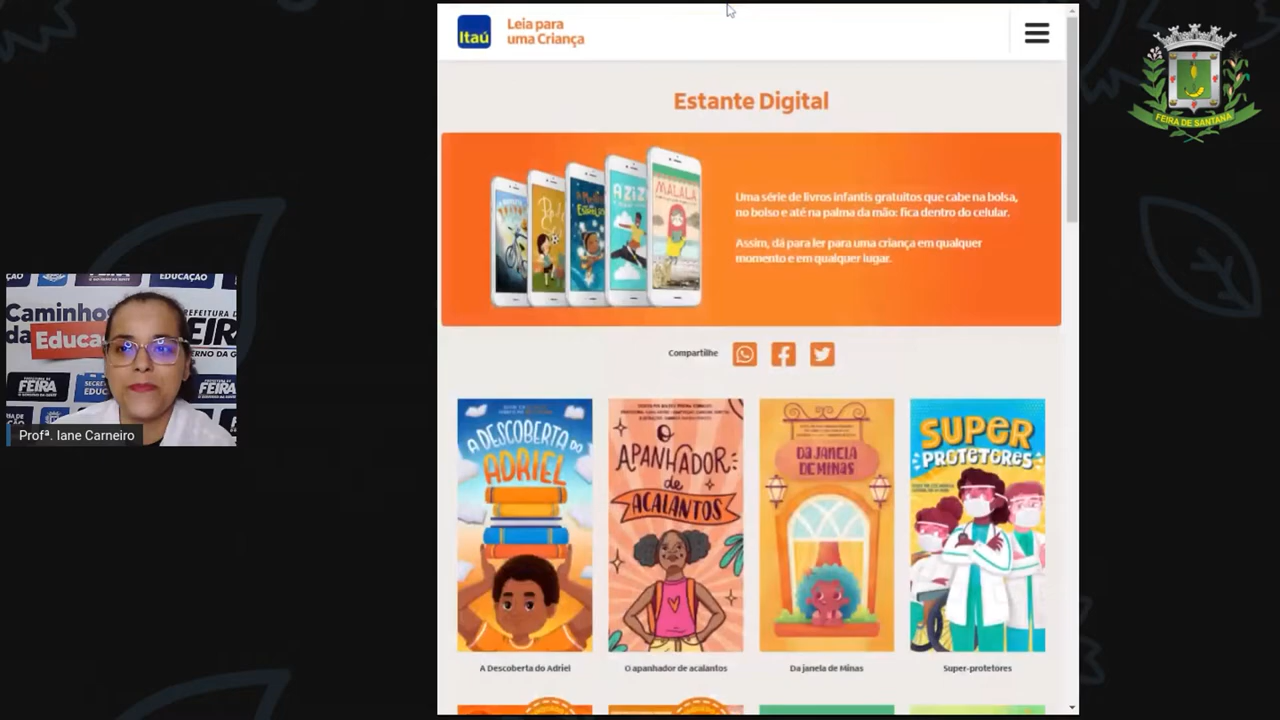 Itaú
Leia para
uma Criança
Estante Digital
Uma série de livros infantis gratuitos que cabe na bolsa,
no bolso e até na palma da mão: fica dentro do celular.
Assim, dá para ler para uma criança em qualquer
momento e em qualquer lugar.
MALALA
Compartilhe
A DESCOBERTA DO
ADRIEL
O
APANHADOR
de
ACALANTOS
DA JANELA
DE MINAS
SUPER
PROTETORES
A Descoberta do Adriel
O apanhador de acalantos
Da janela de Minas
Super-protetores
FEIRA DE SANTANA
EDUCAÇÃO
Caminhos
da Educa
PREFEITURA D
FEIRA
Profª. Iane Carneiro